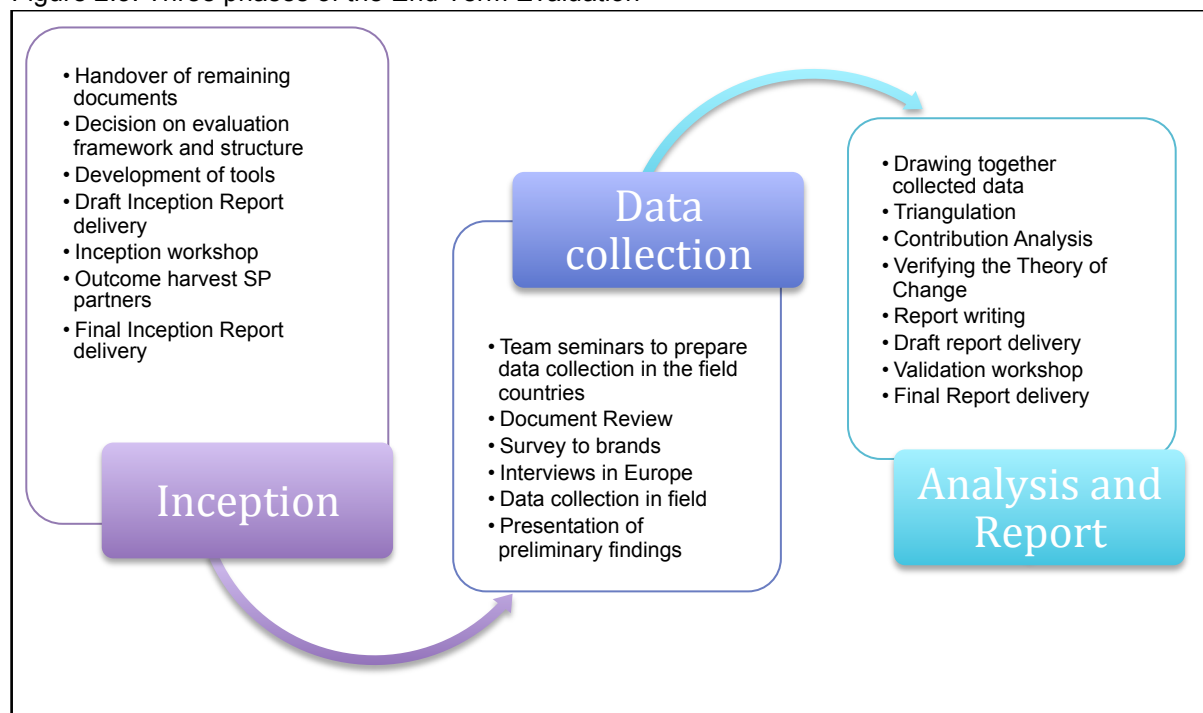 Figure 2.6: Three phases of the End Term Evaluation
• Handover of remaining
documents
• Decision on evaluation
framework and structure
• Development of tools
• Draft Inception Report
delivery
• Inception workshop
• Outcome harvest SP
partners
• Final Inception Report
delivery
Inception
Data
collection
• Team seminars to prepare
data collection in the field
countries
• Document Review
• Survey to brands
• Interviews in Europe
• Data collection in field
• Presentation of
preliminary findings
• Drawing together
collected data
• Triangulation
• Contribution Analysis
• Verifying the Theory of
Change
• Report writing
• Draft report delivery
• Validation workshop
• Final Report delivery
Analysis and
Report